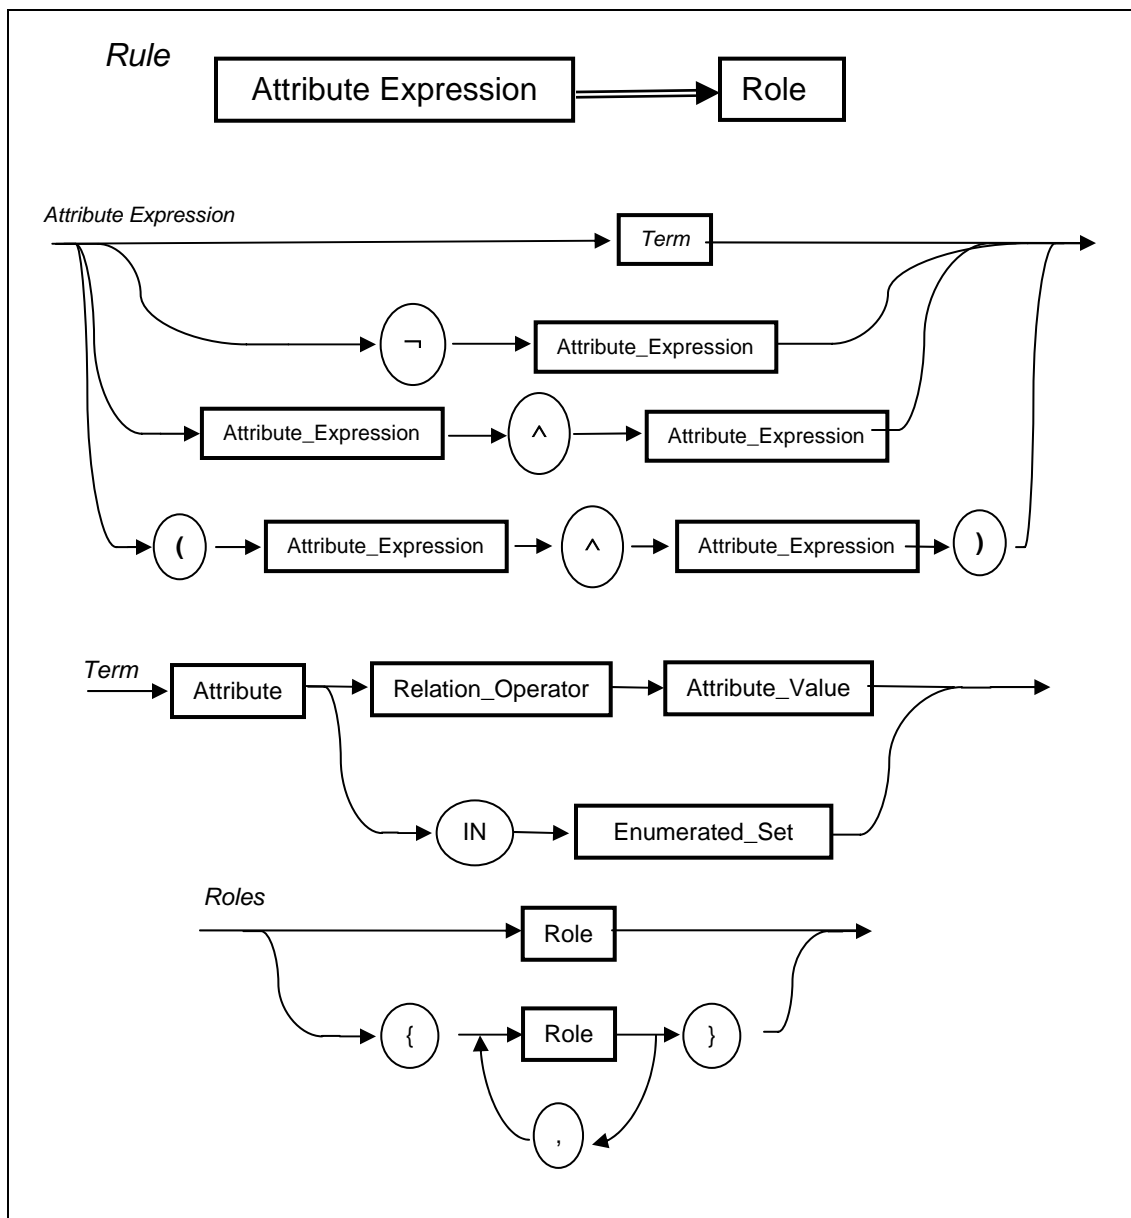 Rule
Attribute Expression Role
Attribute Expression
Term
¬ Attribute_Expression
Attribute_Expression ^ Attribute_Expression
( Attribute_Expression ^ Attribute_Expression )
Term
Attribute Relation_Operator Attribute_Value
IN Enumerated_Set
Roles
Role
{ Role }
,